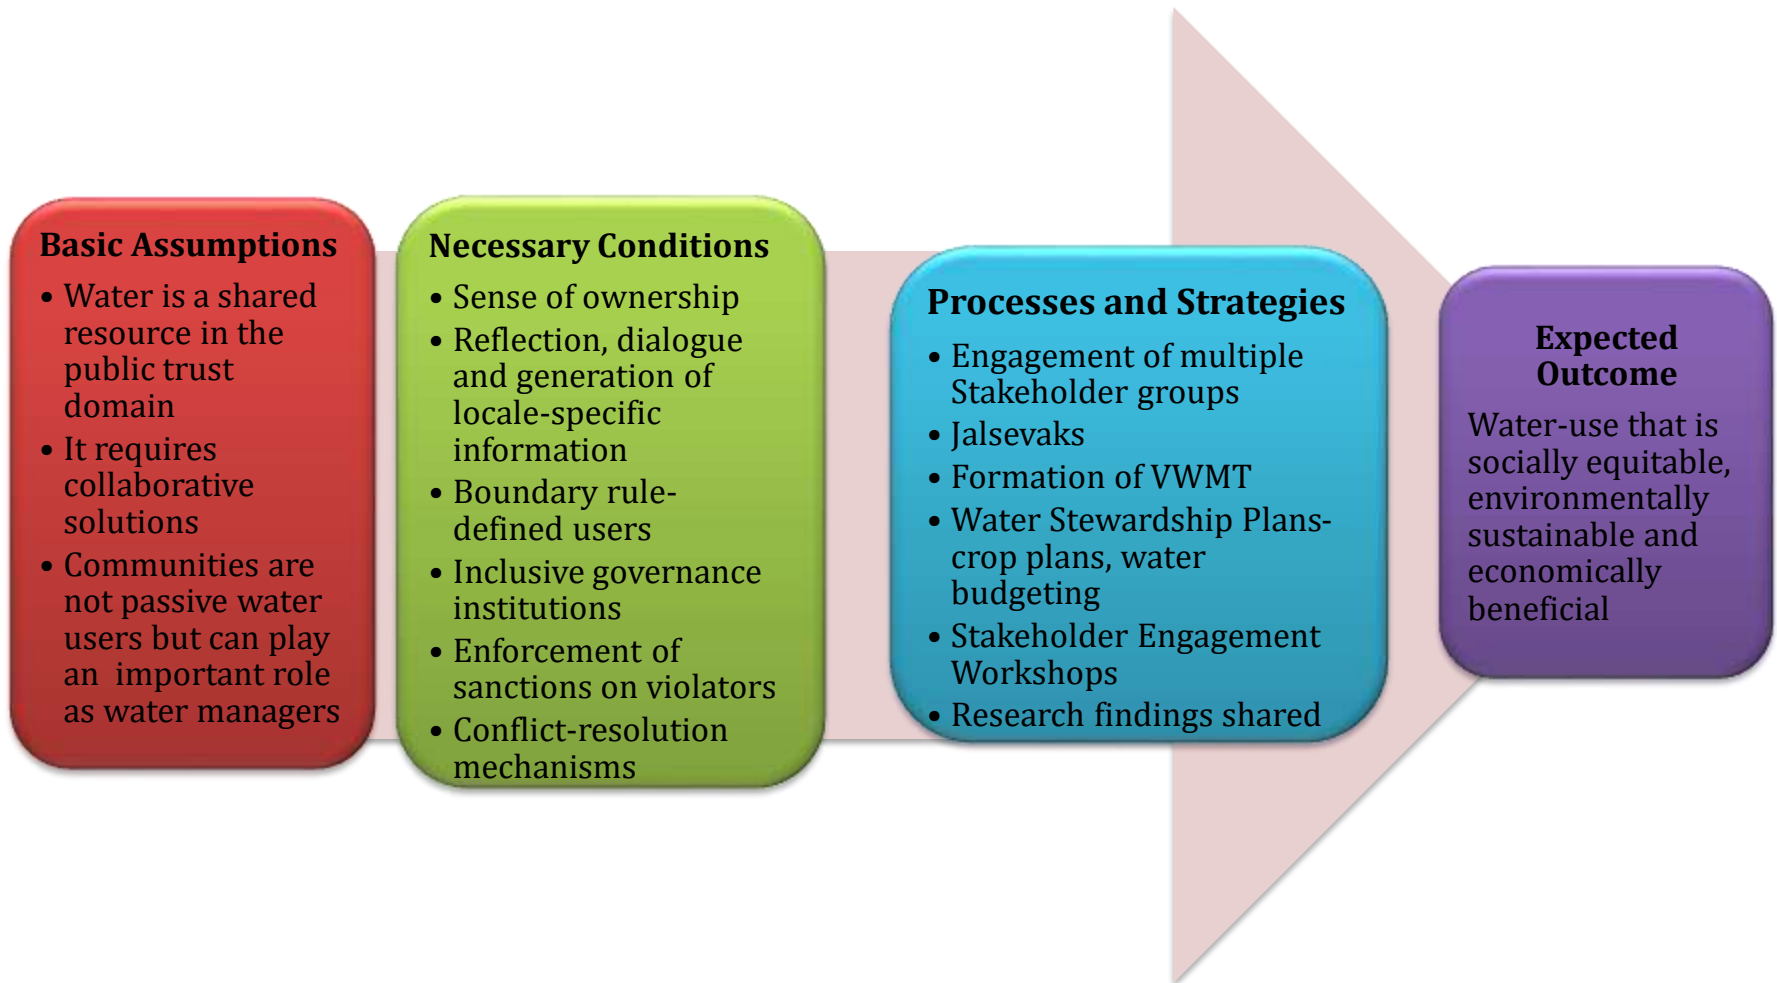 Basic Assumptions
• Water is a shared
resource in the
public trust
domain
• It requires
collaborative
solutions
• Communities are
not passive water
users but can play
an important role
as water managers
Necessary Conditions
• Sense of ownership
• Reflection, dialogue
and generation of
locale-specific
information
• Boundary rule-
defined users
• Inclusive governance
institutions
• Enforcement of
sanctions on violators
• Conflict-resolution
mechanisms
Processes and Strategies
• Engagement of multiple
Stakeholder groups
• Jalsevaks
• Formation of VWMT
• Water Stewardship Plans-
crop plans, water
budgeting
• Stakeholder Engagement
Workshops
• Research findings shared
Expected
Outcome
Water-use that is
socially equitable,
environmentally
sustainable and
economically
beneficial